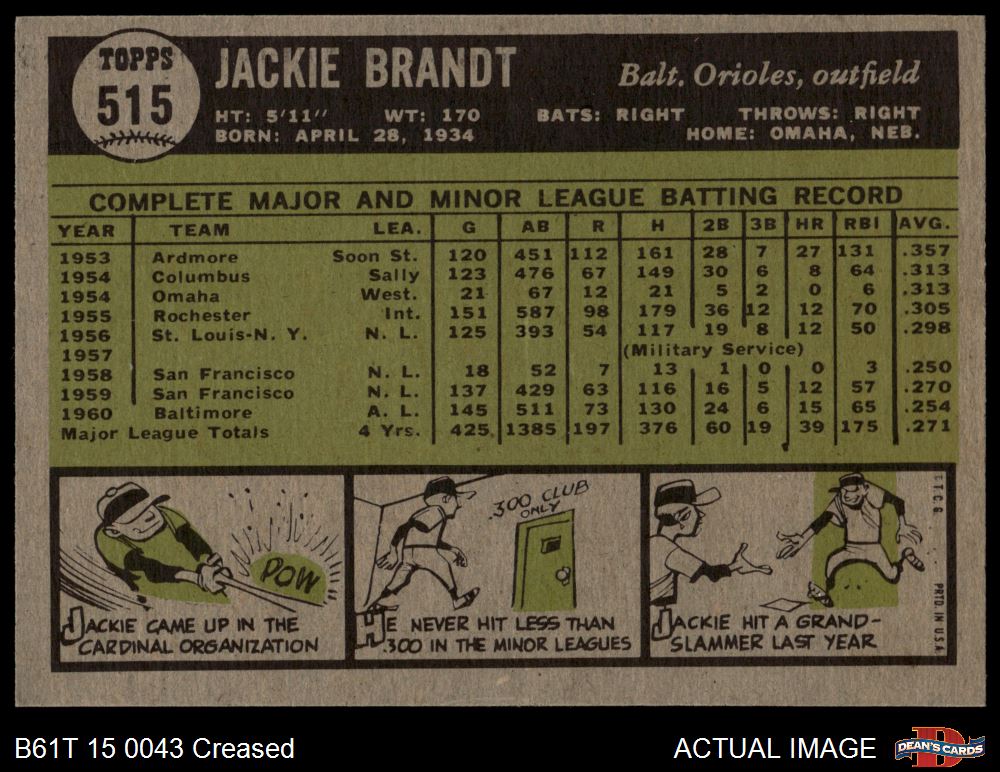 TOPPS
515
JACKIE BRANDT
Balt. Orioles, outfield
HT: 5'11" WT: 170 BATS: RIGHT THROWS: RIGHT
BORN: APRIL 28, 1934 HOME: OMAHA, NEB.
COMPLETE MAJOR AND MINOR LEAGUE BATTING RECORD
YEAR TEAM LEA. G AB R H 2B 3B HR RBI AVG.
1953 Ardmore Soon St. 120 451 112 161 28 7 27 131 .357
1954 Columbus Sally 123 476 67 149 30 6 8 64 .313
1954 Omaha West. 21 67 12 21 5 2 0 6 .313
1955 Rochester Int. 151 587 98 179 36 12 12 70 .305
1956 St. Louis-N. Y. N. L. 125 393 54 117 19 8 12 50 .298
1957 (Military Service)
1958 San Francisco N. L. 18 52 7 13 1 0 0 3 .250
1959 San Francisco N. L. 137 429 63 116 16 5 12 57 .270
1960 Baltimore A. L. 145 511 73 130 24 6 15 65 .254
Major League Totals 4 Yrs. 425 1385 197 376 60 19 39 175 .271
POW
JACKIE CAME UP IN THE
CARDINAL ORGANIZATION
.300 CLUB
ONLY
HE NEVER HIT LESS THAN
.300 IN THE MINOR LEAGUES
JACKIE HIT A GRAND-
SLAMMER LAST YEAR
T.C.G. PRTD. IN U.S.A.
B61T 15 0043 Creased
ACTUAL IMAGE
DEAN'S CARDS